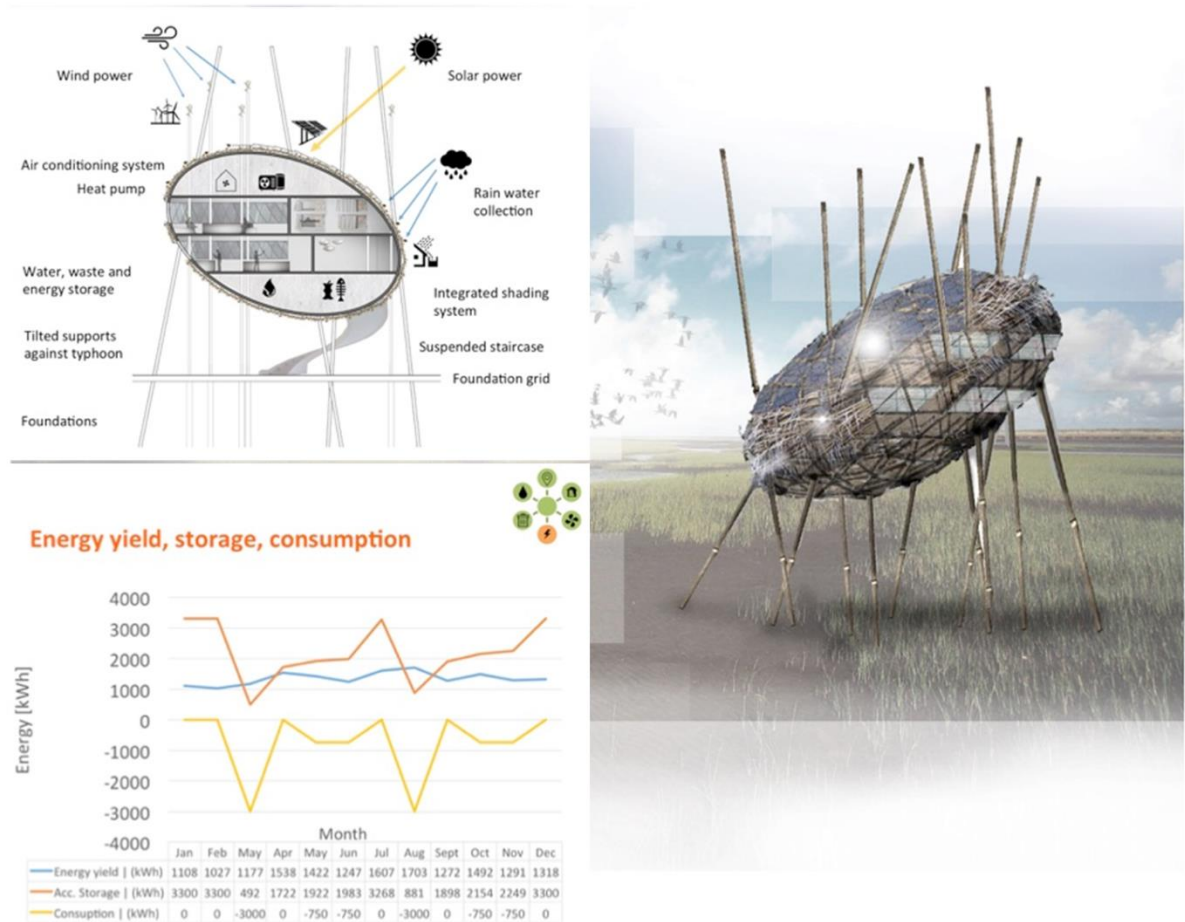 Wind power
Solar power
Air conditioning system
Heat pump
Rain water
collection
Water, waste and
energy storage
Integrated shading
system
Tilted supports
against typhoon
Suspended staircase
Foundation grid
Foundations
Energy yield, storage, consumption
Energy [kWh]
4000
3000
2000
1000
0
-1000
-2000
-3000
-4000
Month
Jan Feb May Apr May Jun Jul Aug Sept Oct Nov Dec
Energy yield | (kWh) 1108 1027 1177 1538 1422 1247 1607 1703 1272 1492 1291 1318
Acc. Storage | (kWh) 3300 3300 492 1722 1922 1983 3268 881 1898 2154 2249 3300
Consuption | (kWh) 0 0 -3000 0 -750 -750 0 -3000 0 -750 -750 0